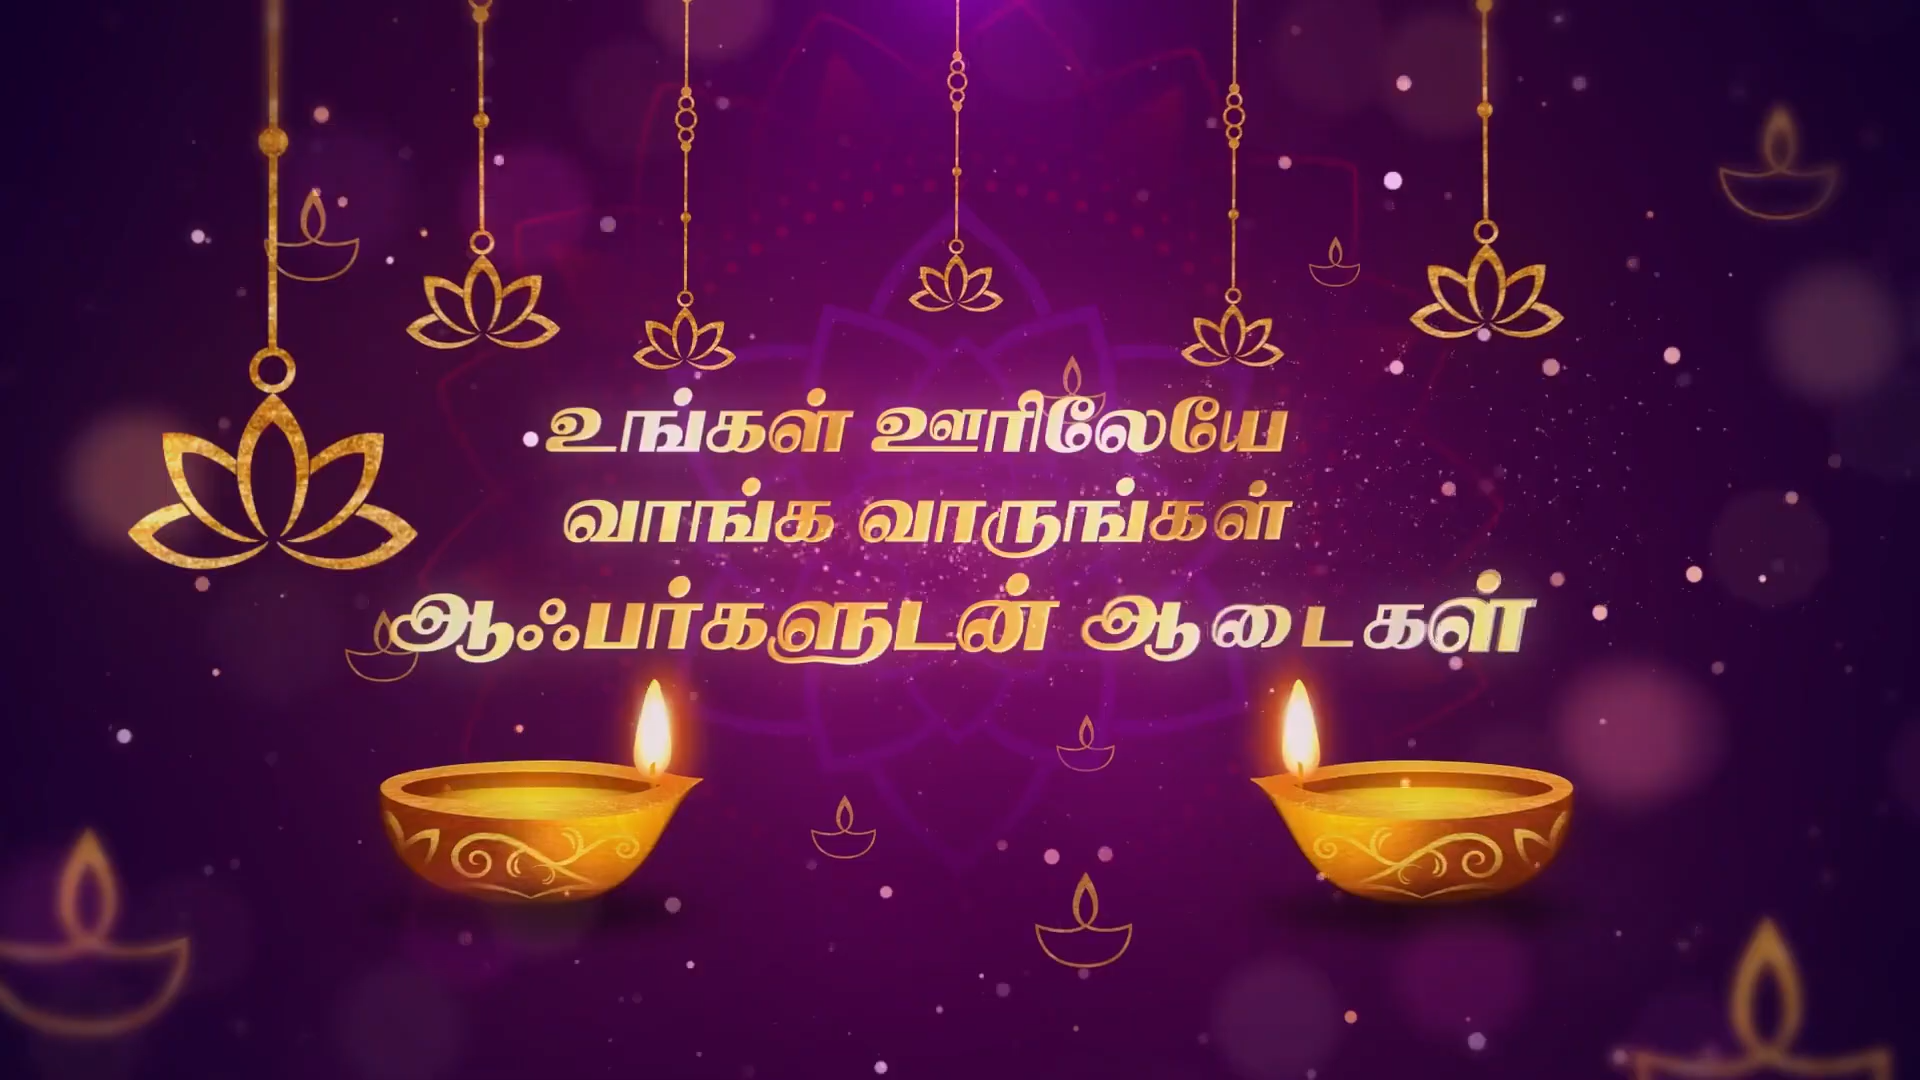 உங்கள் ஊரிலேயே
வாங்க வாருங்கள்
ஆஃபர்களுடன் ஆடைகள்